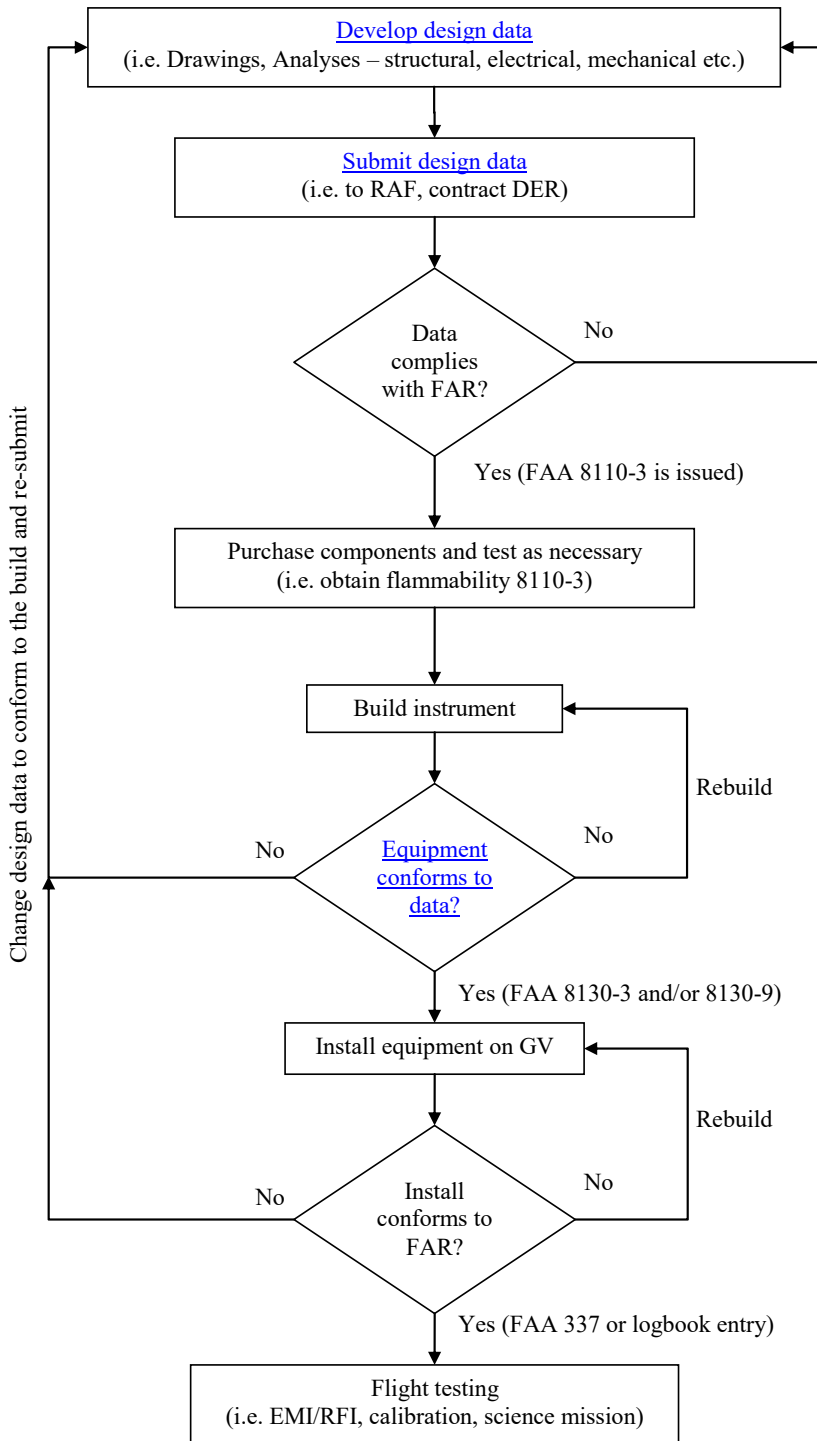 Develop design data
(i.e. Drawings, Analyses – structural, electrical, mechanical etc.)
Submit design data
(i.e. to RAF, contract DER)
Data
complies
with FAR?
No
Yes (FAA 8110-3 is issued)
Purchase components and test as necessary
(i.e. obtain flammability 8110-3)
Build instrument
Rebuild
Change design data to conform to the build and re-submit
No
Equipment
conforms to
data?
No
Yes (FAA 8130-3 and/or 8130-9)
Install equipment on GV
Rebuild
No
Install
conforms to
FAR?
No
Yes (FAA 337 or logbook entry)
Flight testing
(i.e. EMI/RFI, calibration, science mission)